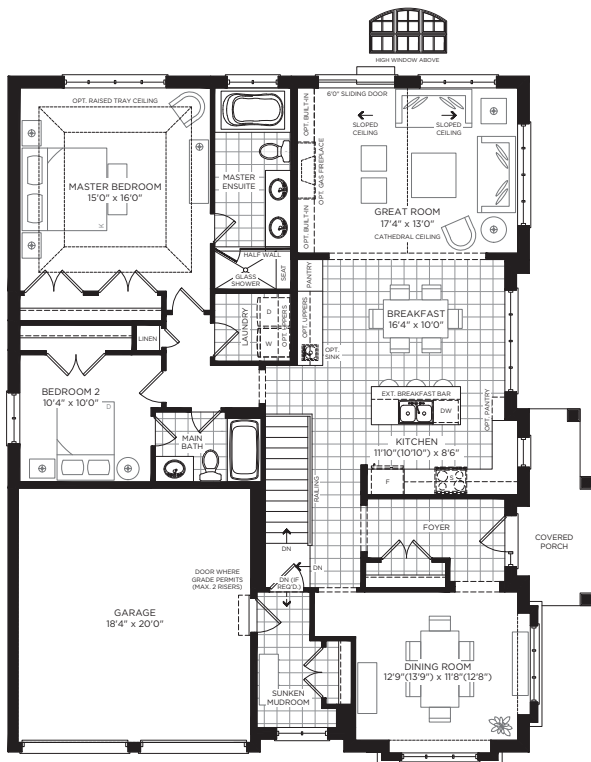 HIGH WINDOW ABOVE
6'0" SLIDING DOOR
OPT. RAISED TRAY CEILING
OPT. BUILT-IN
SLOPED
CEILING
SLOPED
CEILING
OPT. GAS FIREPLACE
MASTER BEDROOM
15'0" x 16'0"
MASTER
ENSUITE
GREAT ROOM
17'4" x 13'0"
CATHEDRAL CEILING
OPT. BUILT-IN
HALF WALL
GLASS
SHOWER
SEAT
PANTRY
LAUNDRY
D
W
OPT. UPPERS
OPT. UPPERS
BREAKFAST
16'4" x 10'0"
LINEN
OPT.
SINK
BEDROOM 2
10'4" x 10'0"
D
EXT. BREAKFAST BAR
DW
OPT. PANTRY
MAIN
BATH
KITCHEN
11'10"(10'10") x 8'6"
F
S
RAILING
FOYER
COVERED
PORCH
DN
DN
DOOR WHERE
GRADE PERMITS
(MAX. 2 RISERS)
DN (IF
REQ'D.)
GARAGE
18'4" x 20'0"
SUNKEN
MUDROOM
DINING ROOM
12'9"(13'9") x 11'8"(12'8")